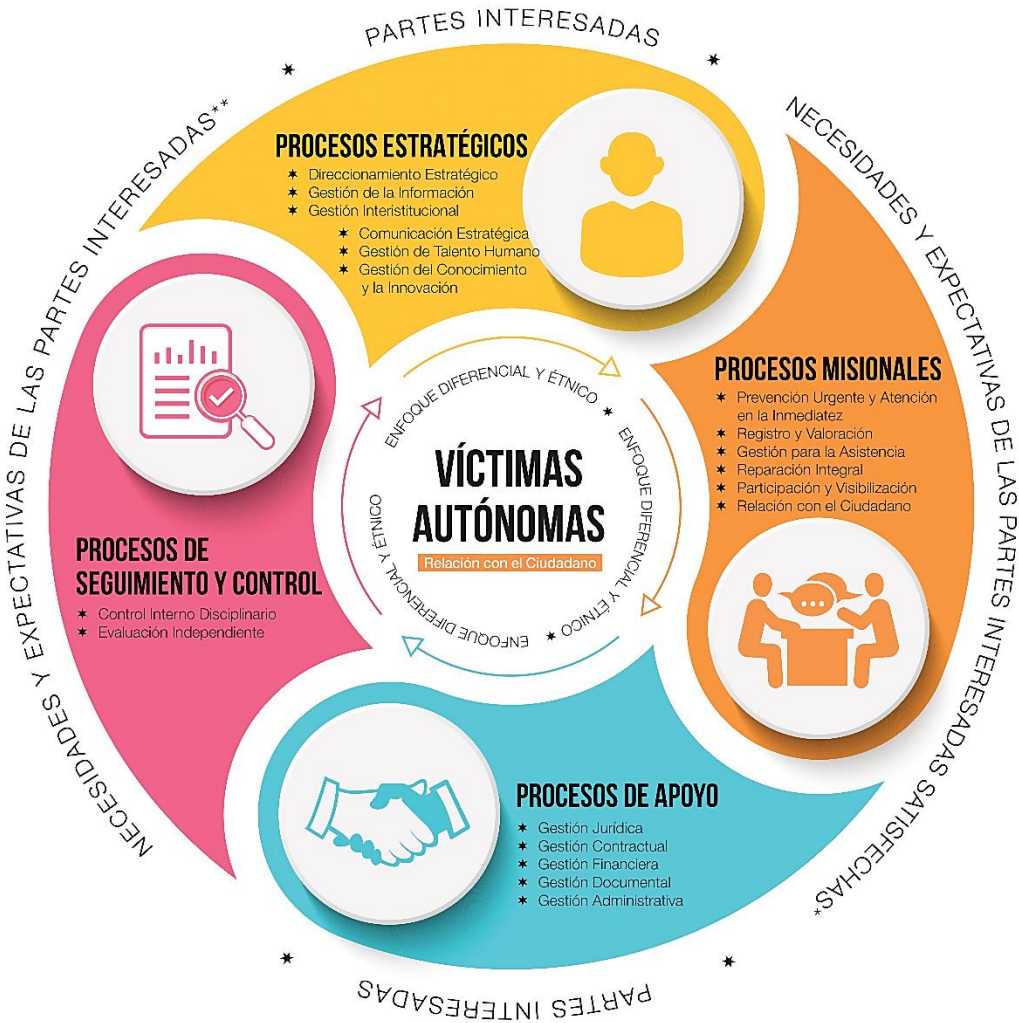 PARTES INTERESADAS
NECESIDADES Y EXPECTATIVAS DE LAS PARTES INTERESADAS**
NECESIDADES Y EXPECTATIVAS DE LAS PARTES INTERESADAS SATISFECHAS*
PROCESOS ESTRATÉGICOS
✶ Direccionamiento Estratégico
✶ Gestión de la Información
✶ Gestión Interistitucional
✶ Comunicación Estratégica
✶ Gestión de Talento Humano
✶ Gestión del Conocimiento
y la Innovación
PROCESOS MISIONALES
✶ Prevención Urgente y Atención
en la Inmediatez
✶ Registro y Valoración
✶ Gestión para la Asistencia
✶ Reparación Integral
✶ Participación y Visibilización
✶ Relación con el Ciudadano
ENFOQUE DIFERENCIAL Y ÉTNICO ✶
ENFOQUE DIFERENCIAL Y ÉTNICO ✶
ENFOQUE DIFERENCIAL Y ÉTNICO
VÍCTIMAS
AUTÓNOMAS
Relación con el Ciudadano
PROCESOS DE
SEGUIMIENTO Y CONTROL
✶ Control Interno Disciplinario
✶ Evaluación Independiente
PROCESOS DE APOYO
✶ Gestión Jurídica
✶ Gestión Contractual
✶ Gestión Financiera
✶ Gestión Documental
✶ Gestión Administrativa
PARTES INTERESADAS